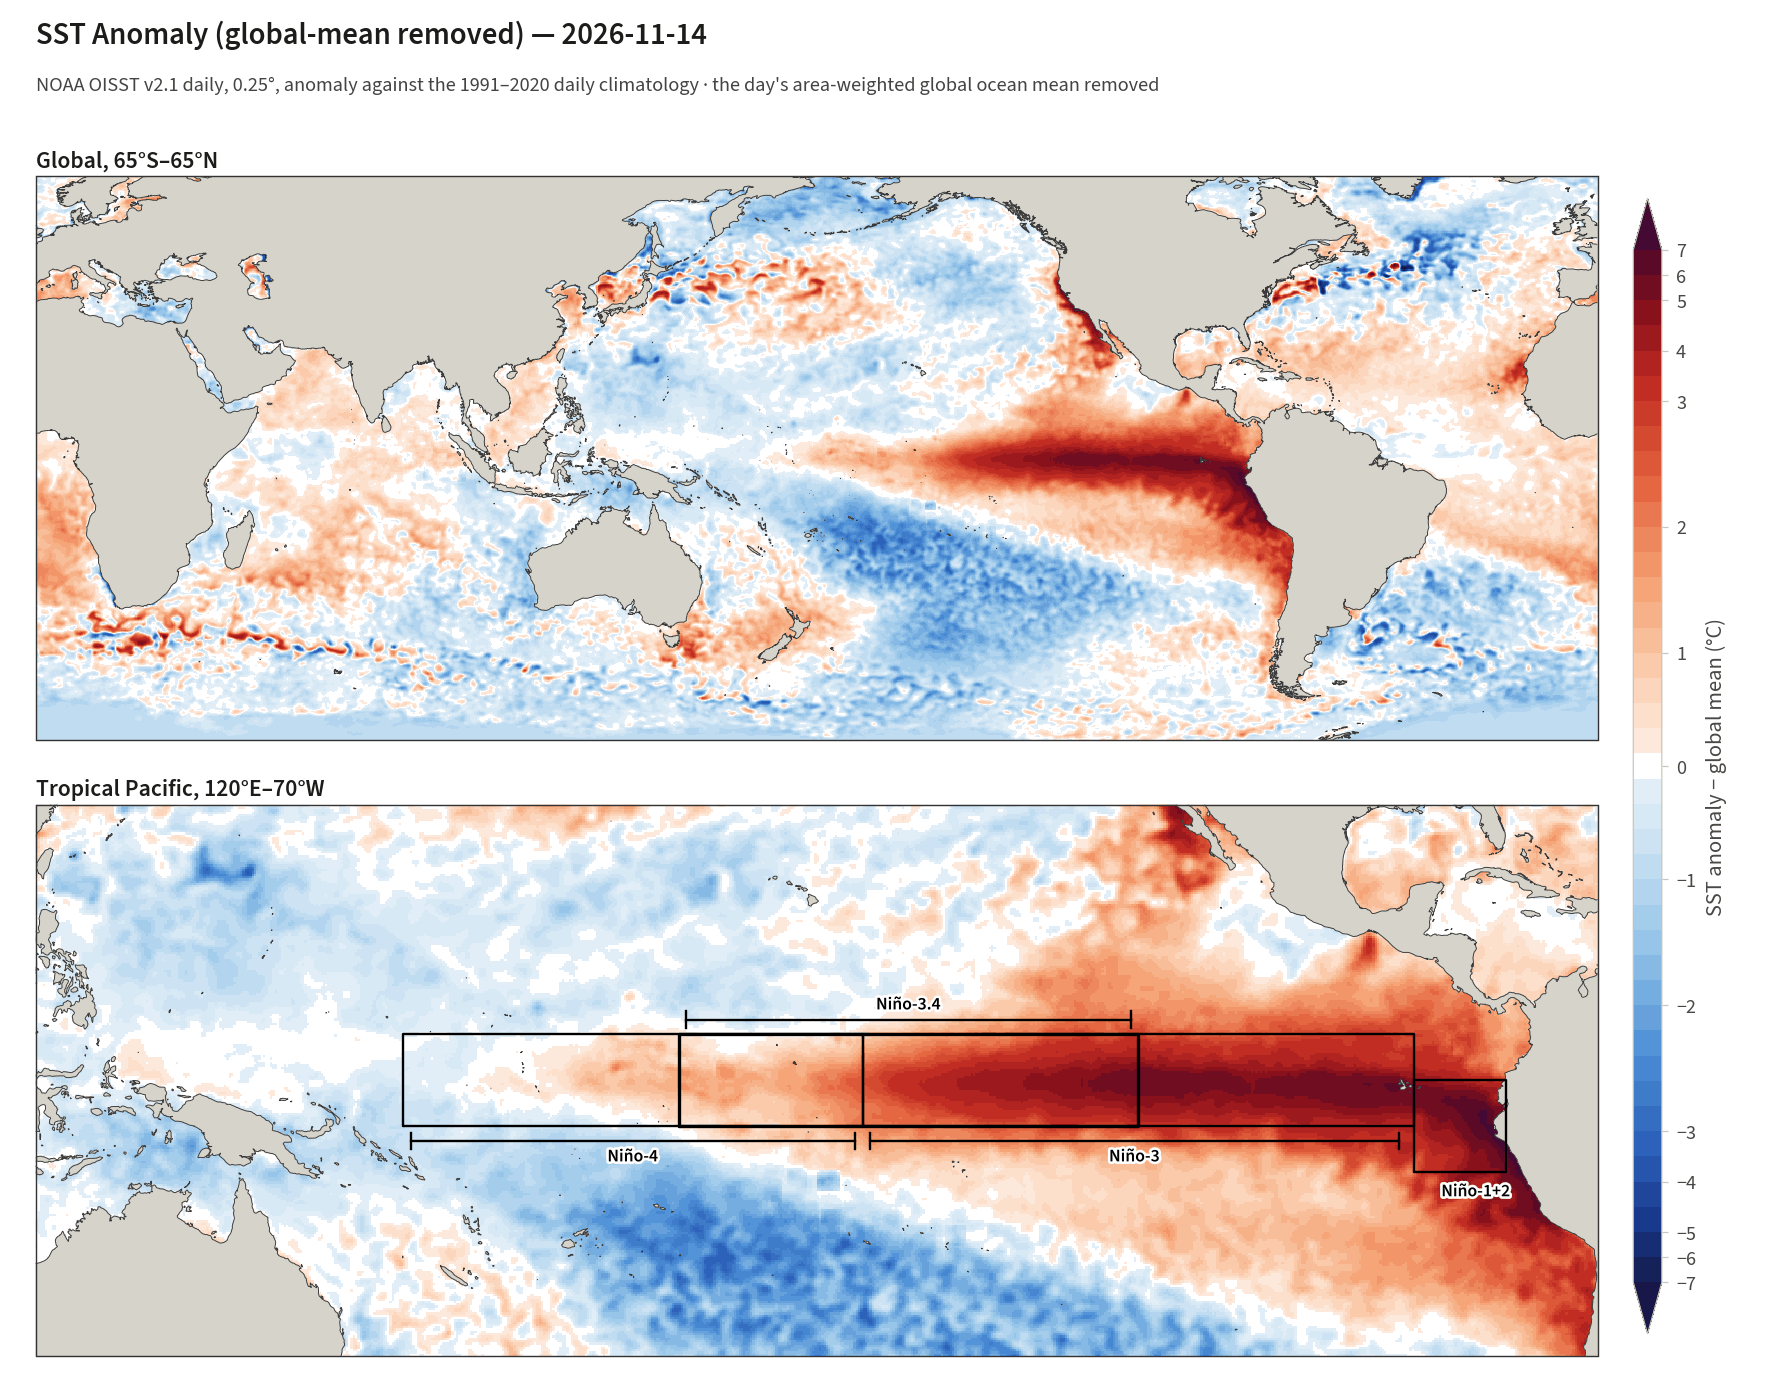 SST Anomaly (global-mean removed) — 2026-11-14
NOAA OISST v2.1 daily, 0.25°, anomaly against the 1991–2020 daily climatology · the day's area-weighted global ocean mean removed
Global, 65°S–65°N
Tropical Pacific, 120°E–70°W
Niño-3.4
Niño-4
Niño-3
Niño-1+2
7
6
5
4
3
2
1
0
−1
−2
−3
−4
−5
−6
−7
SST anomaly − global mean (°C)